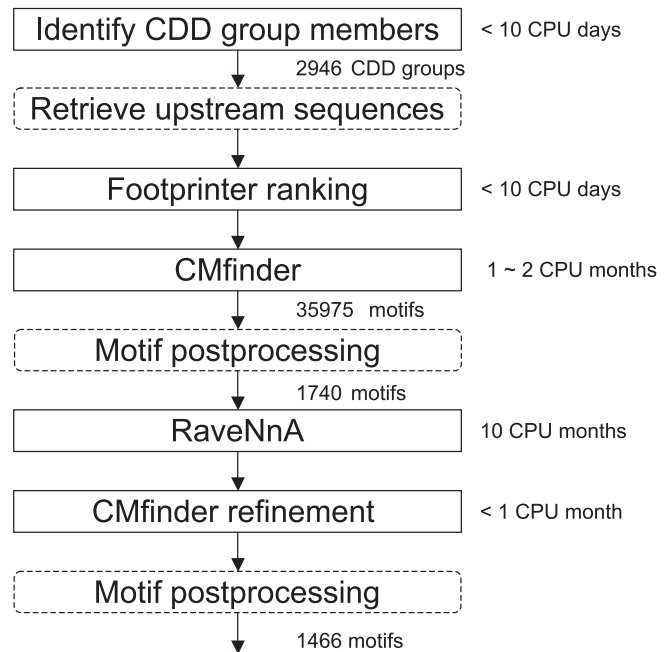 Identify CDD group members
< 10 CPU days
2946 CDD groups
Retrieve upstream sequences
Footprinter ranking
< 10 CPU days
CMfinder
1 ~ 2 CPU months
35975 motifs
Motif postprocessing
1740 motifs
RaveNnA
10 CPU months
CMfinder refinement
< 1 CPU month
Motif postprocessing
1466 motifs